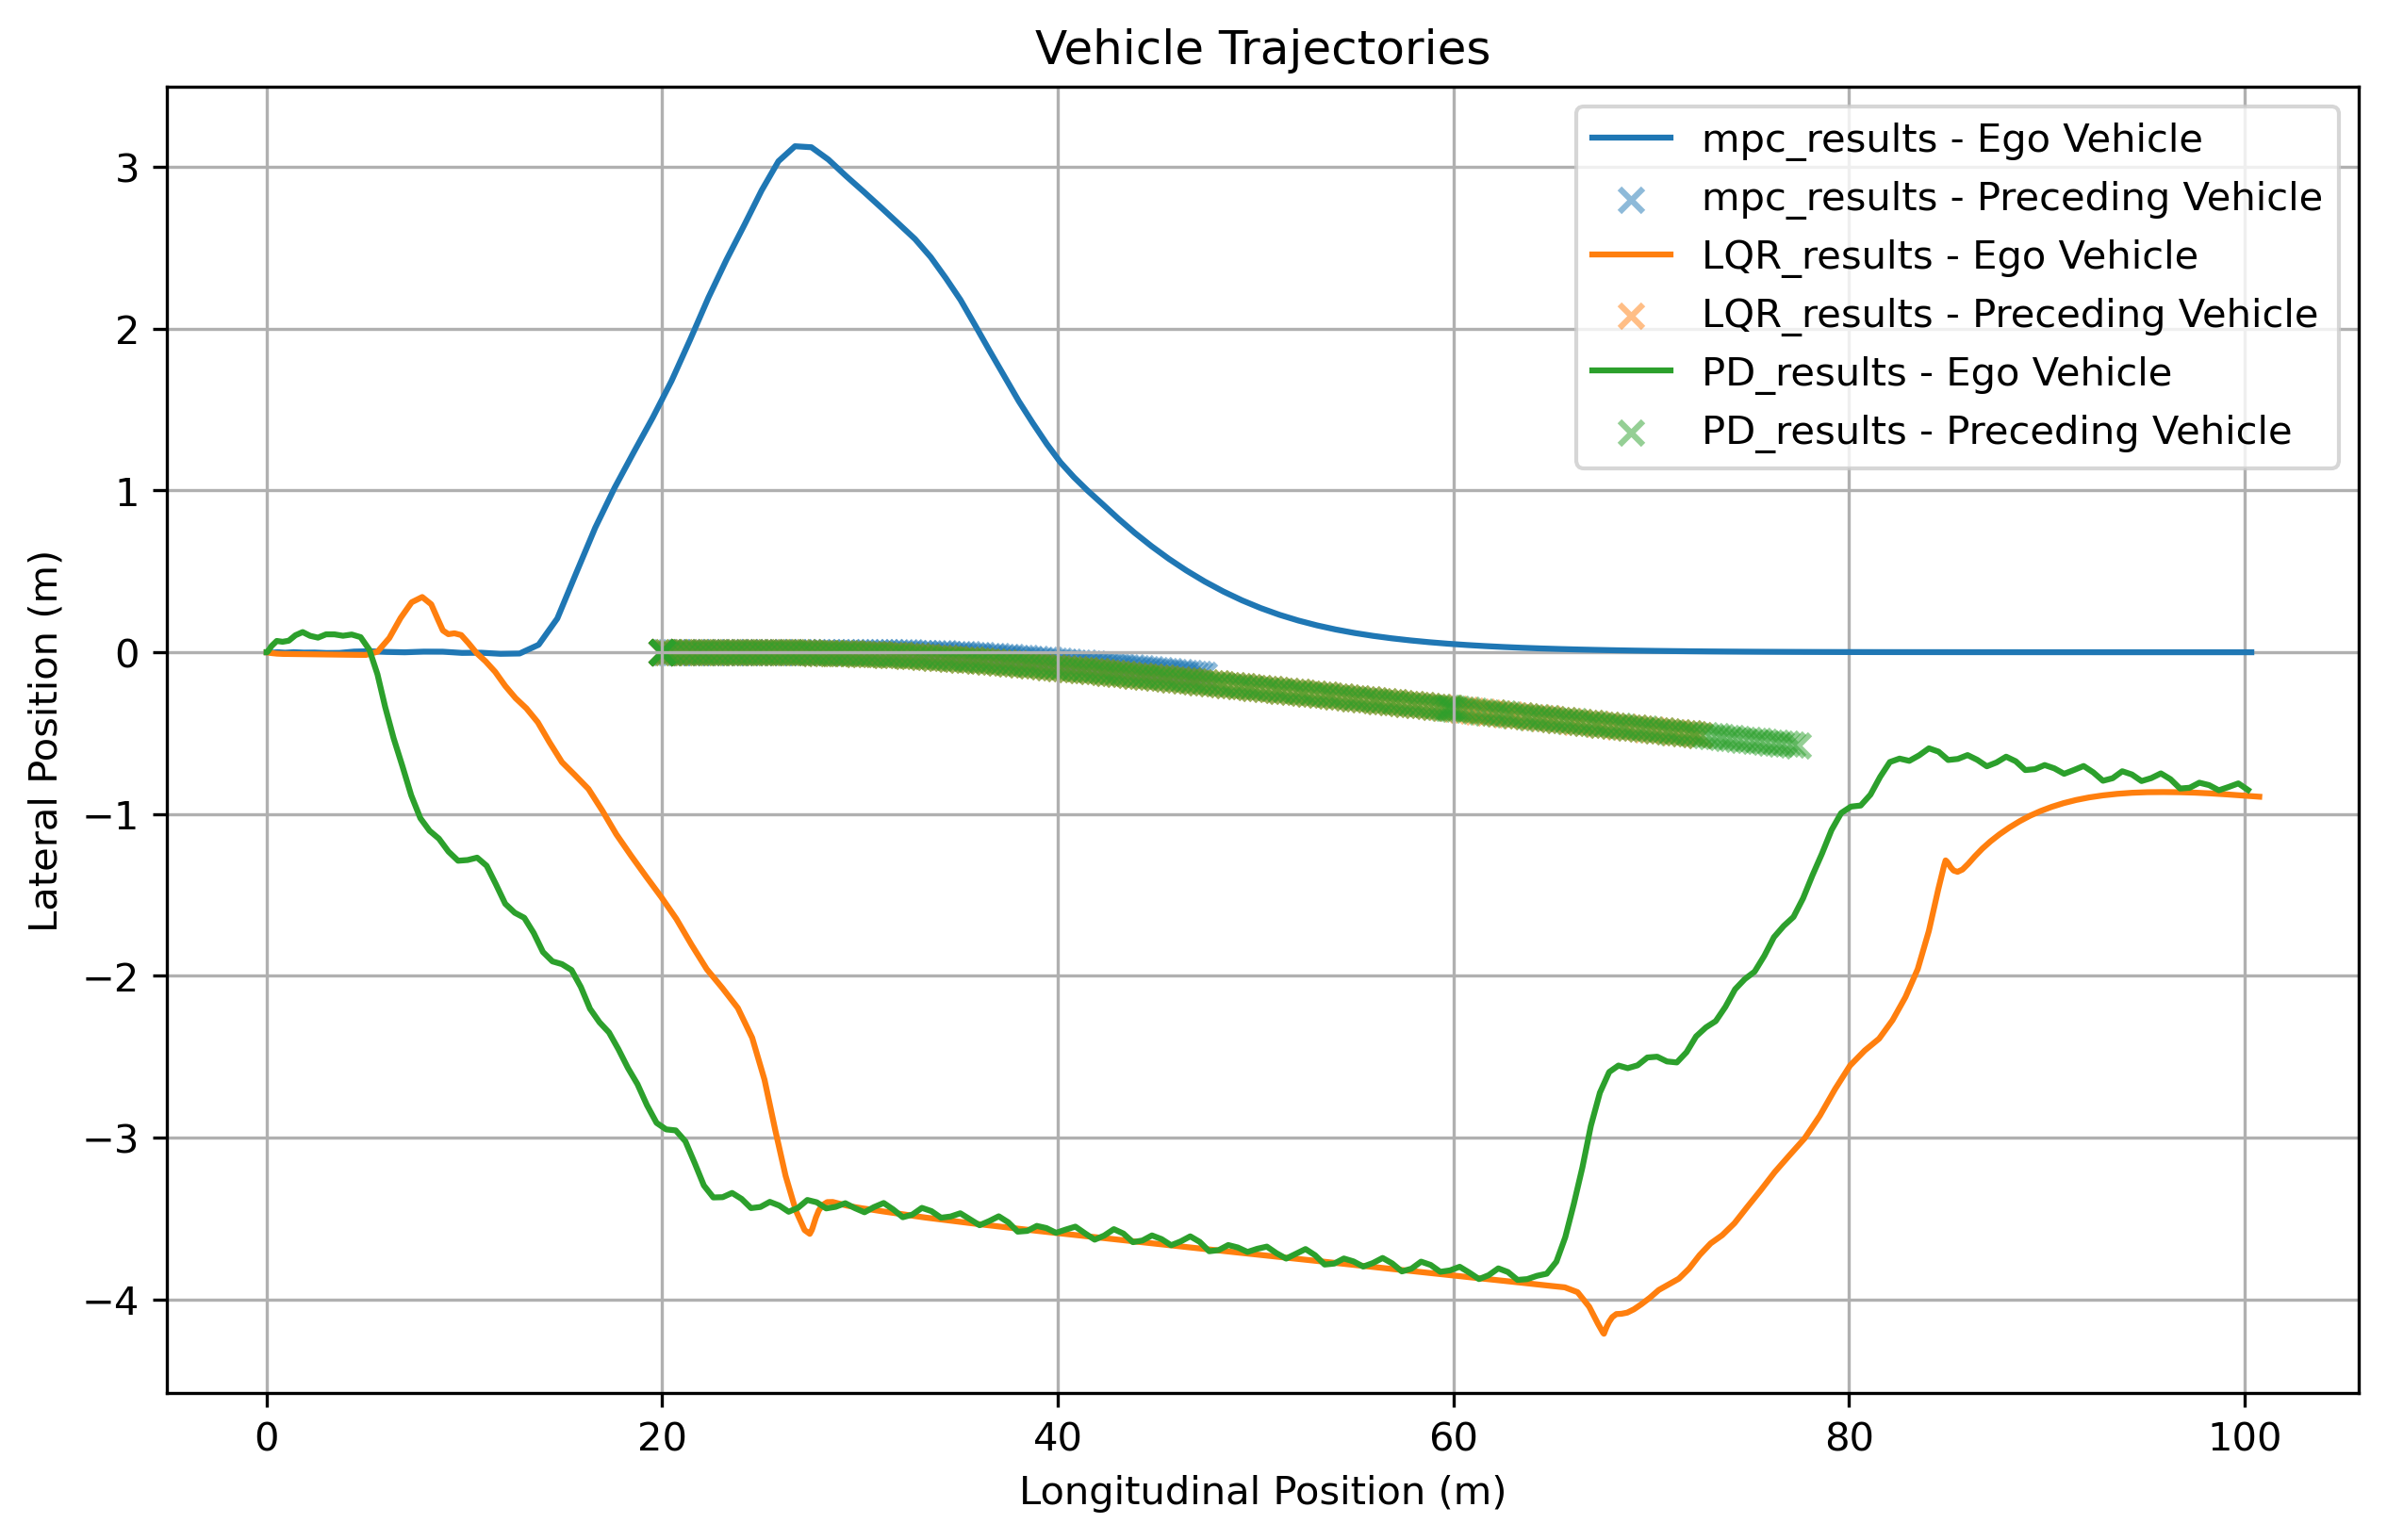 Vehicle Trajectories
mpc_results - Ego Vehicle
mpc_results - Preceding Vehicle
LQR_results - Ego Vehicle
LQR_results - Preceding Vehicle
PD_results - Ego Vehicle
PD_results - Preceding Vehicle
Lateral Position (m)
3
2
1
0
−1
−2
−3
−4
0 20 40 60 80 100
Longitudinal Position (m)